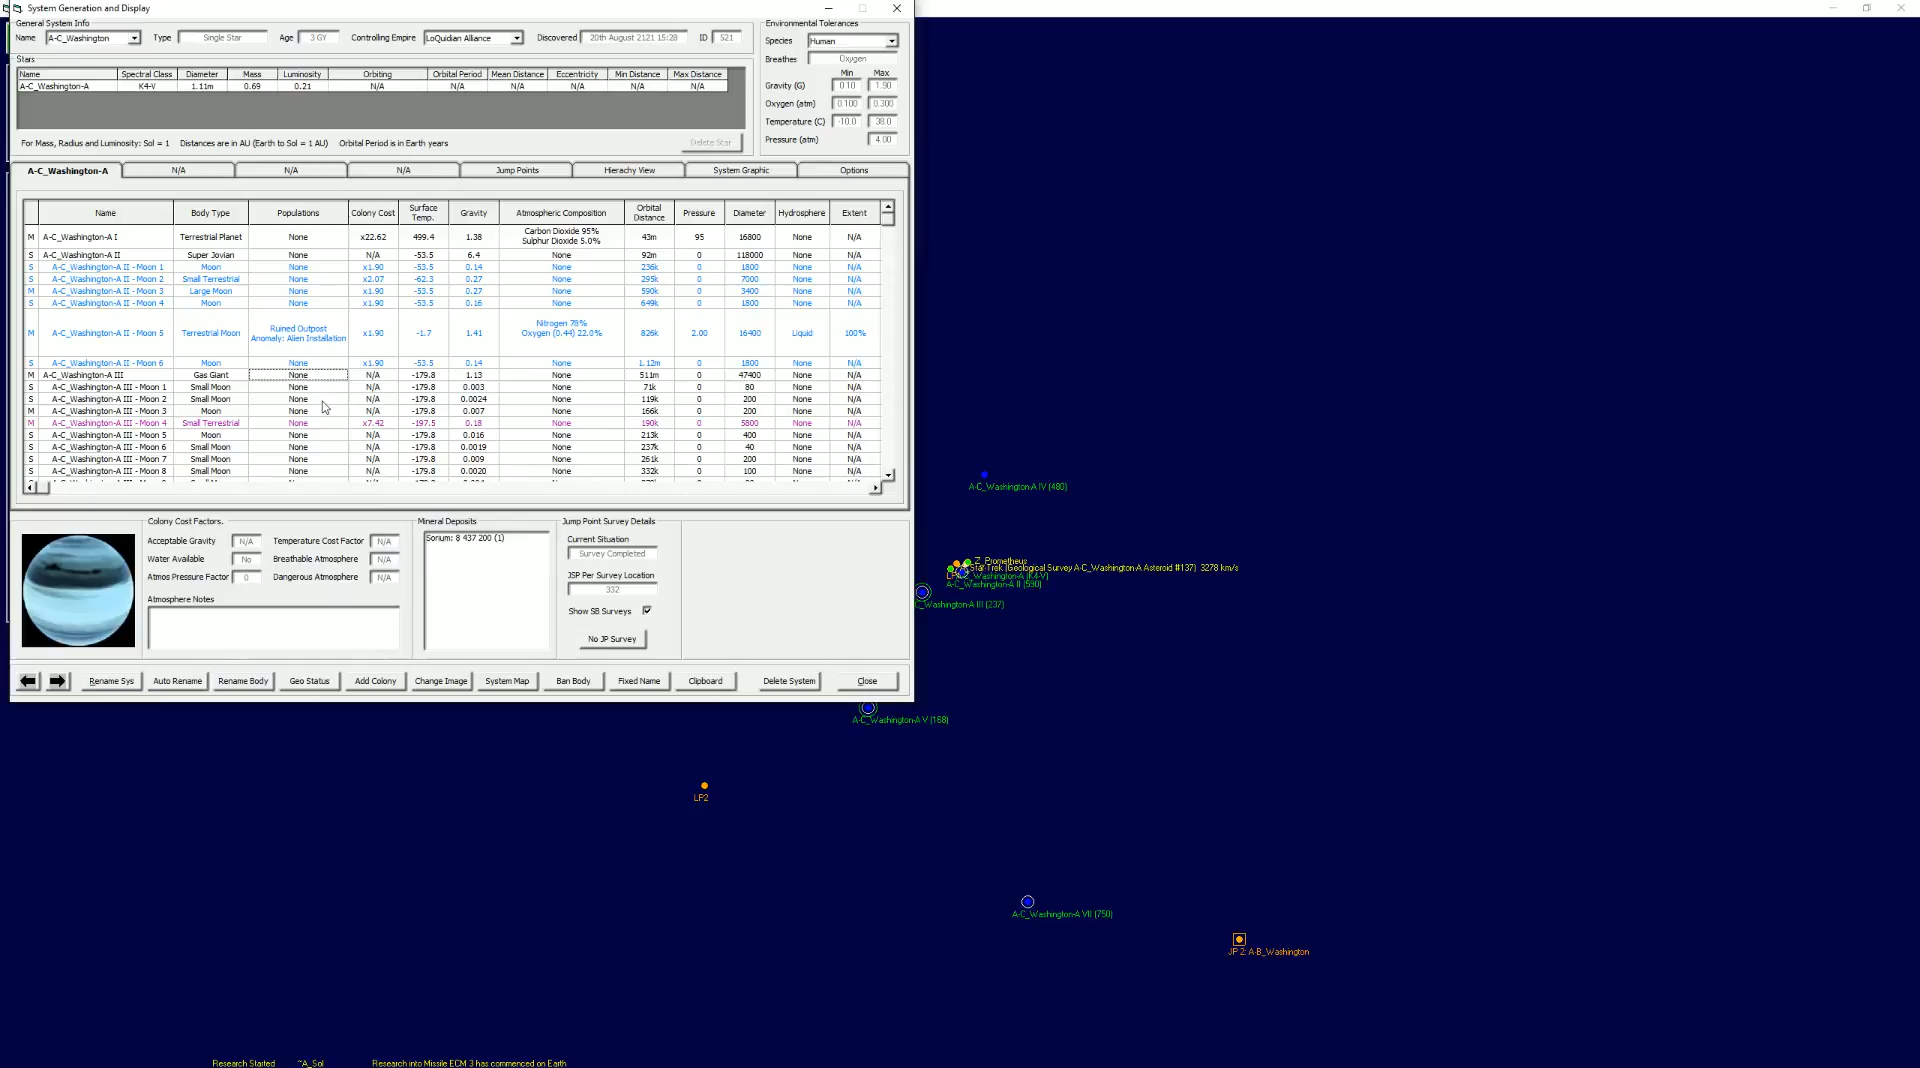 System Generation and Display
General System Info
Name A-C_Washington Type Single Star Age 3 GY Controlling Empire LoQuidian Alliance Discovered 20th August 2121 15:28 ID 521
Environmental Tolerances
Species Human
Breathes Oxygen
Min Max
Gravity (G) 0.10 1.90
Oxygen (atm) 0.100 0.300
Temperature (C) -10.0 38.0
Pressure (atm) 4.00
Stars
Name Spectral Class Diameter Mass Luminosity Orbiting Orbital Period Mean Distance Eccentricity Min Distance Max Distance
A-C_Washington-A K4-V 1.11m 0.69 0.21 N/A N/A N/A N/A N/A N/A
For Mass, Radius and Luminosity: Sol = 1 Distances are in AU (Earth to Sol = 1 AU) Orbital Period is in Earth years
Delete Star
A-C_Washington-A N/A N/A N/A Jump Points Hierachy View System Graphic Options
Name Body Type Populations Colony Cost Surface Temp. Gravity Atmospheric Composition Orbital Distance Pressure Diameter Hydrosphere Extent
M A-C_Washington-A I Terrestrial Planet None x22.62 499.4 1.38 Carbon Dioxide 95% Sulphur Dioxide 5.0% 43m 95 16800 None N/A
S A-C_Washington-A II Super Jovian None N/A -53.5 6.4 None 92m 0 118000 None N/A
S A-C_Washington-A II - Moon 1 Moon None x1.90 -53.5 0.14 None 236k 0 1800 None N/A
S A-C_Washington-A II - Moon 2 Small Terrestrial None x2.07 -62.3 0.27 None 295k 0 7000 None N/A
M A-C_Washington-A II - Moon 3 Large Moon None x1.90 -53.5 0.27 None 590k 0 3400 None N/A
S A-C_Washington-A II - Moon 4 Moon None x1.90 -53.5 0.16 None 649k 0 1800 None N/A
M A-C_Washington-A II - Moon 5 Terrestrial Moon Ruined Outpost Anomaly: Alien Installation x1.90 -1.7 1.41 Nitrogen 78% Oxygen (0.44) 22.0% 826k 2.00 16400 Liquid 100%
S A-C_Washington-A II - Moon 6 Moon None x1.90 -53.5 0.14 None 1.12m 0 1800 None N/A
M A-C_Washington-A III Gas Giant None N/A -179.8 1.13 None 511m 0 47400 None N/A
S A-C_Washington-A III - Moon 1 Small Moon None N/A -179.8 0.003 None 71k 0 80 None N/A
S A-C_Washington-A III - Moon 2 Small Moon None N/A -179.8 0.0024 None 119k 0 200 None N/A
M A-C_Washington-A III - Moon 3 Moon None N/A -179.8 0.007 None 166k 0 200 None N/A
M A-C_Washington-A III - Moon 4 Small Terrestrial None x7.42 -197.5 0.18 None 190k 0 5800 None N/A
S A-C_Washington-A III - Moon 5 Moon None N/A -179.8 0.016 None 213k 0 400 None N/A
S A-C_Washington-A III - Moon 6 Small Moon None N/A -179.8 0.0019 None 237k 0 40 None N/A
S A-C_Washington-A III - Moon 7 Small Moon None N/A -179.8 0.009 None 261k 0 200 None N/A
S A-C_Washington-A III - Moon 8 Small Moon None N/A -179.8 0.0020 None 332k 0 100 None N/A
Colony Cost Factors.
Acceptable Gravity N/A Temperature Cost Factor N/A
Water Available No Breathable Atmosphere N/A
Atmos Pressure Factor 0 Dangerous Atmosphere N/A
Atmosphere Notes
Mineral Deposits
Sorium: 8 437 200 (1)
Jump Point Survey Details
Current Situation
Survey Completed
JSP Per Survey Location
332
Show SB Surveys
No JP Survey
Rename Sys Auto Rename Rename Body Geo Status Add Colony Change Image System Map Ban Body Fixed Name Clipboard Delete System Close
A-C_Washington-A IV (480)
Z_Prometheus
Star Trek (Geological Survey A-C_Washington-A Asteroid #137) 3278 km/s
Washington-A (K4-V)
A-C_Washington-A II (590)
C_Washington-A III (237)
A-C_Washington-A V (168)
LP2
A-C_Washington-A VII (750)
JP 2: A-B_Washington
Research Started ~A_Sol Research into Missile ECM 3 has commenced on Earth